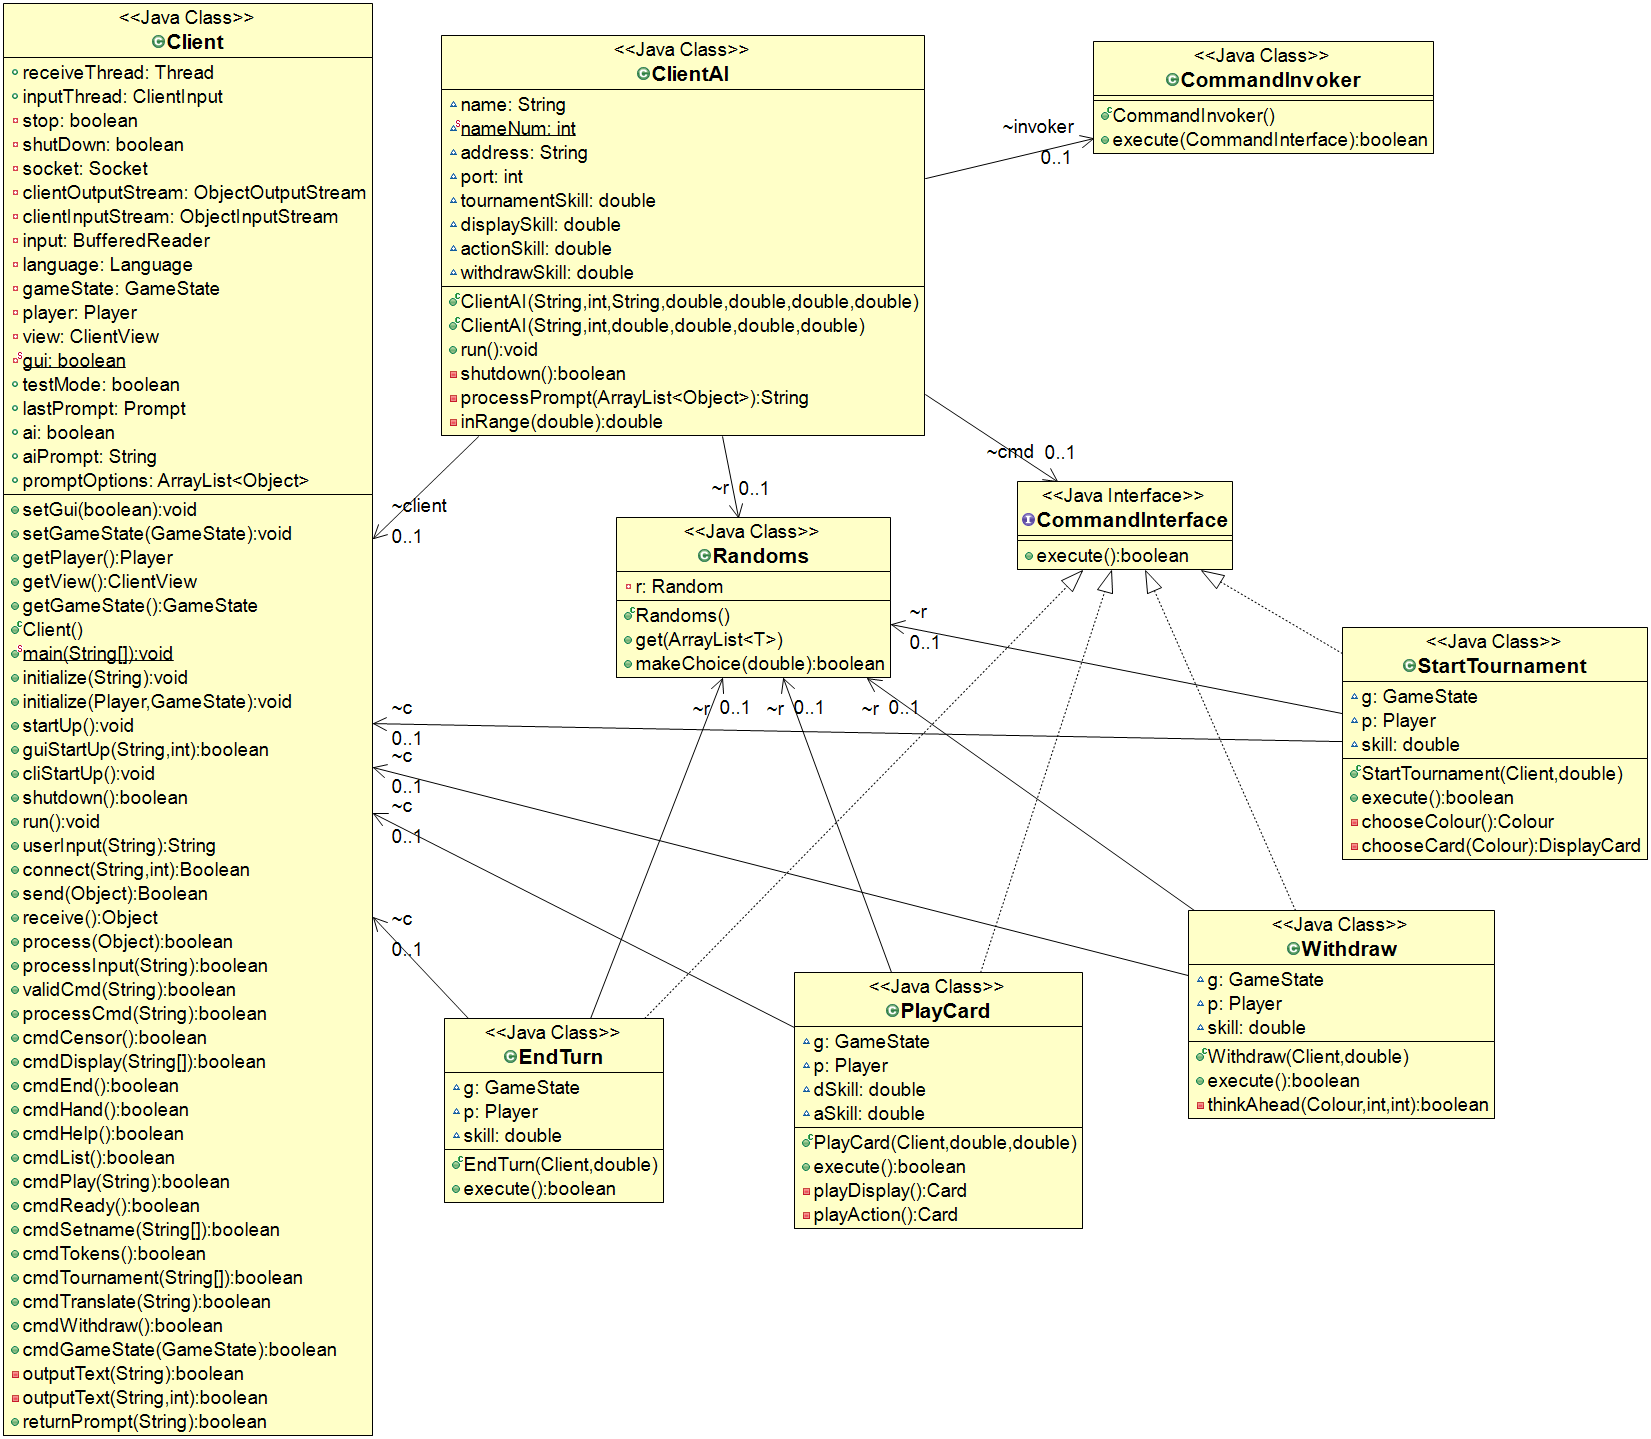 <<Java Class>>
Client
receiveThread: Thread
inputThread: ClientInput
stop: boolean
shutDown: boolean
socket: Socket
clientOutputStream: ObjectOutputStream
clientInputStream: ObjectInputStream
input: BufferedReader
language: Language
gameState: GameState
player: Player
view: ClientView
gui: boolean
testMode: boolean
lastPrompt: Prompt
ai: boolean
aiPrompt: String
promptOptions: ArrayList<Object>
setGui(boolean):void
setGameState(GameState):void
getPlayer():Player
getView():ClientView
getGameState():GameState
Client()
main(String[]):void
initialize(String):void
initialize(Player,GameState):void
startUp():void
guiStartUp(String,int):boolean
cliStartUp():void
shutdown():boolean
run():void
userInput(String):String
connect(String,int):Boolean
send(Object):Boolean
receive():Object
process(Object):boolean
processInput(String):boolean
validCmd(String):boolean
processCmd(String):boolean
cmdCensor():boolean
cmdDisplay(String[]):boolean
cmdEnd():boolean
cmdHand():boolean
cmdHelp():boolean
cmdList():boolean
cmdPlay(String):boolean
cmdReady():boolean
cmdSetname(String[]):boolean
cmdTokens():boolean
cmdTournament(String[]):boolean
cmdTranslate(String):boolean
cmdWithdraw():boolean
cmdGameState(GameState):boolean
outputText(String):boolean
outputText(String,int):boolean
returnPrompt(String):boolean
<<Java Class>>
ClientAI
name: String
nameNum: int
address: String
port: int
tournamentSkill: double
displaySkill: double
actionSkill: double
withdrawSkill: double
ClientAI(String,int,String,double,double,double,double)
ClientAI(String,int,double,double,double,double)
run():void
shutdown():boolean
processPrompt(ArrayList<Object>):String
inRange(double):double
<<Java Class>>
CommandInvoker
CommandInvoker()
execute(CommandInterface):boolean
~invoker
0..1
~client
0..1
~r 0..1
~cmd 0..1
<<Java Interface>>
CommandInterface
execute():boolean
<<Java Class>>
Randoms
r: Random
Randoms()
get(ArrayList<T>)
makeChoice(double):boolean
~r
0..1
~r 0..1
~r 0..1
~r 0..1
~c
0..1
~c
0..1
~c
0..1
~c
0..1
<<Java Class>>
StartTournament
g: GameState
p: Player
skill: double
StartTournament(Client,double)
execute():boolean
chooseColour():Colour
chooseCard(Colour):DisplayCard
<<Java Class>>
Withdraw
g: GameState
p: Player
skill: double
Withdraw(Client,double)
execute():boolean
thinkAhead(Colour,int,int):boolean
<<Java Class>>
PlayCard
g: GameState
p: Player
dSkill: double
aSkill: double
PlayCard(Client,double,double)
execute():boolean
playDisplay():Card
playAction():Card
<<Java Class>>
EndTurn
g: GameState
p: Player
skill: double
EndTurn(Client,double)
execute():boolean